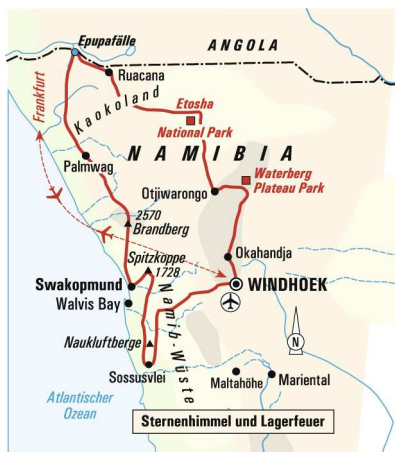 Epupafälle
ANGOLA
Ruacana
Frankfurt
Kaokoland
Etosha
National Park
NAMIBIA
Palmwag
Waterberg
Plateau Park
Otjiwarongo
2570
Brandberg
Okahandja
Spitzkoppe
1728
Swakopmund
WINDHOEK
Walvis Bay
Namib-Wüste
Naukluftberge
N
Sossusvlei
Maltahöhe
Mariental
Atlantischer
Ozean
Sternenhimmel und Lagerfeuer